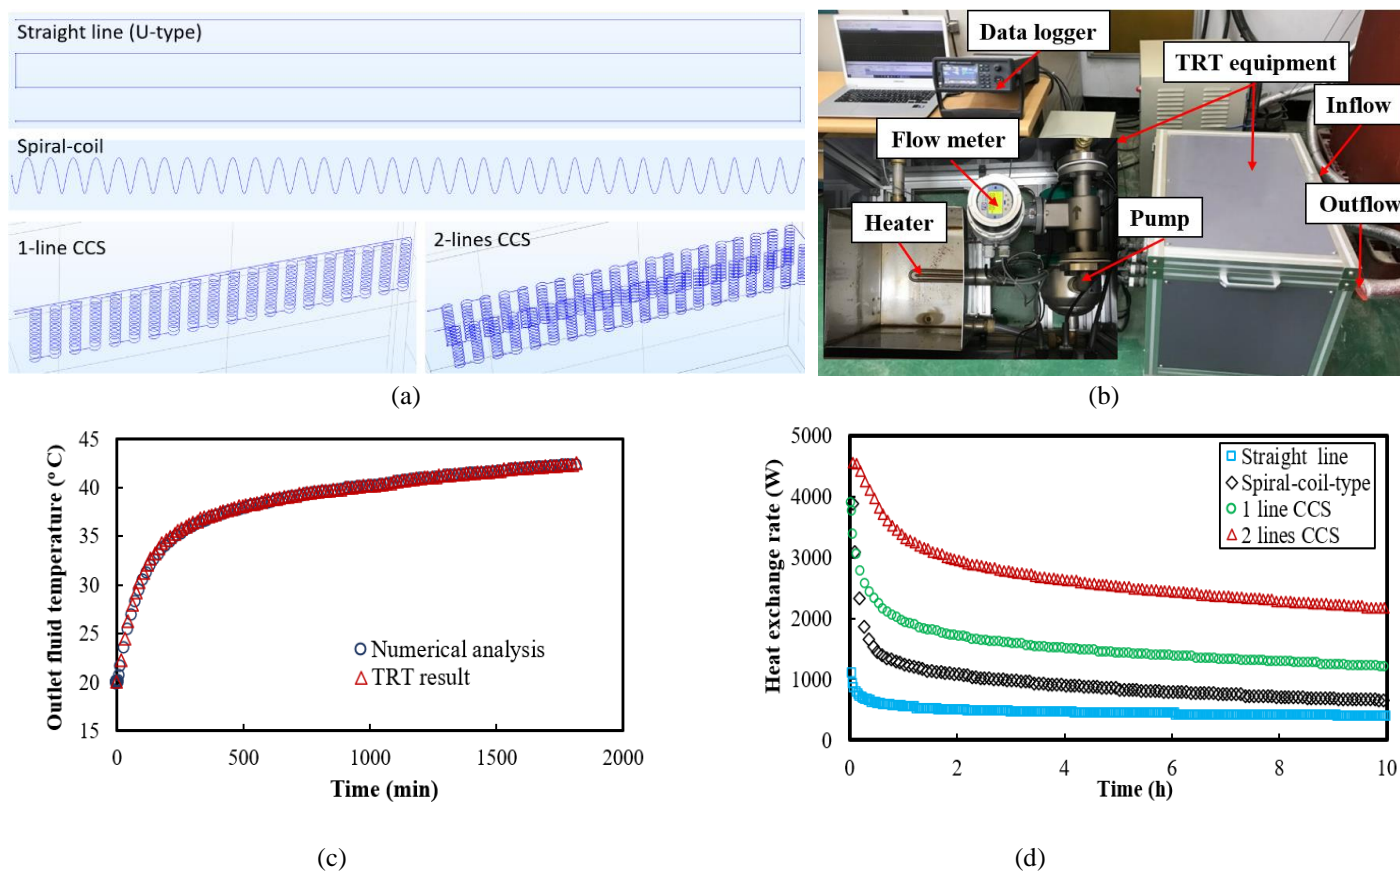 Straight line (U-type)
Spiral-coil
1-line CCS
2-lines CCS
(a)
Data logger
TRT equipment
Inflow
Flow meter
Outflow
Heater
Pump
(b)
45
40
35
30
25
20
15
Outlet fluid temperature (°C)
Numerical analysis
TRT result
0
500
1000
1500
2000
Time (min)
(c)
5000
4000
3000
2000
1000
0
Heat exchange rate (W)
Straight line
Spiral-coil-type
1 line CCS
2 lines CCS
0
2
4
6
8
10
Time (h)
(d)